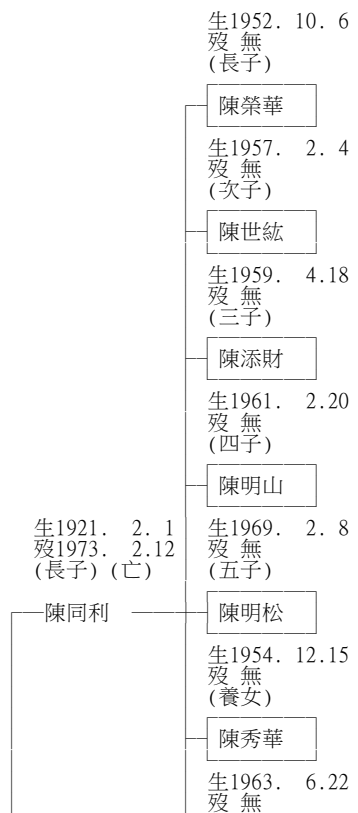 生1952. 10. 6
歿 無
(長子)
陳榮華
生1957. 2. 4
歿 無
(次子)
陳世紘
生1959. 4.18
歿 無
(三子)
陳添財
生1961. 2.20
歿 無
(四子)
陳明山
生1921. 2. 1
歿1973. 2.12
(長子)(亡)
陳同利
生1969. 2. 8
歿 無
(五子)
陳明松
生1954. 12.15
歿 無
(養女)
陳秀華
生1963. 6.22
歿 無